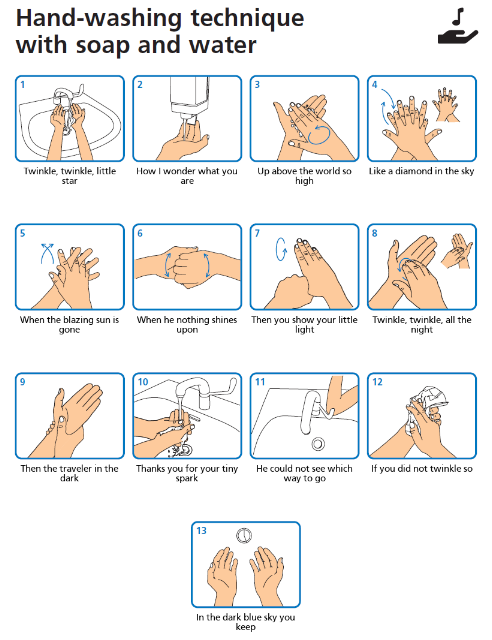 Hand-washing technique
with soap and water
1
Twinkle, twinkle, little
star
2
How I wonder what you
are
3
Up above the world so
high
4
Like a diamond in the sky
5
When the blazing sun is
gone
6
When he nothing shines
upon
7
Then you show your little
light
8
Twinkle, twinkle, all the
night
9
Then the traveler in the
dark
10
Thanks you for your tiny
spark
11
He could not see which
way to go
12
If you did not twinkle so
13
In the dark blue sky you
keep